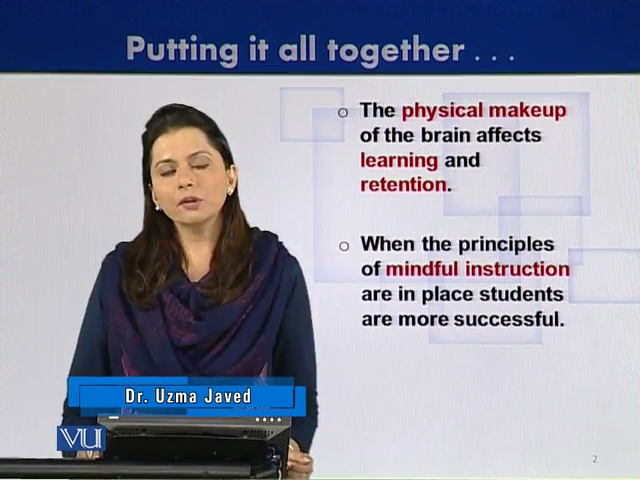 Putting it all together . . .
o The physical makeup
of the brain affects
learning and
retention.
o When the principles
of mindful instruction
are in place students
are more successful.
Dr. Uzma Javed
VU
2